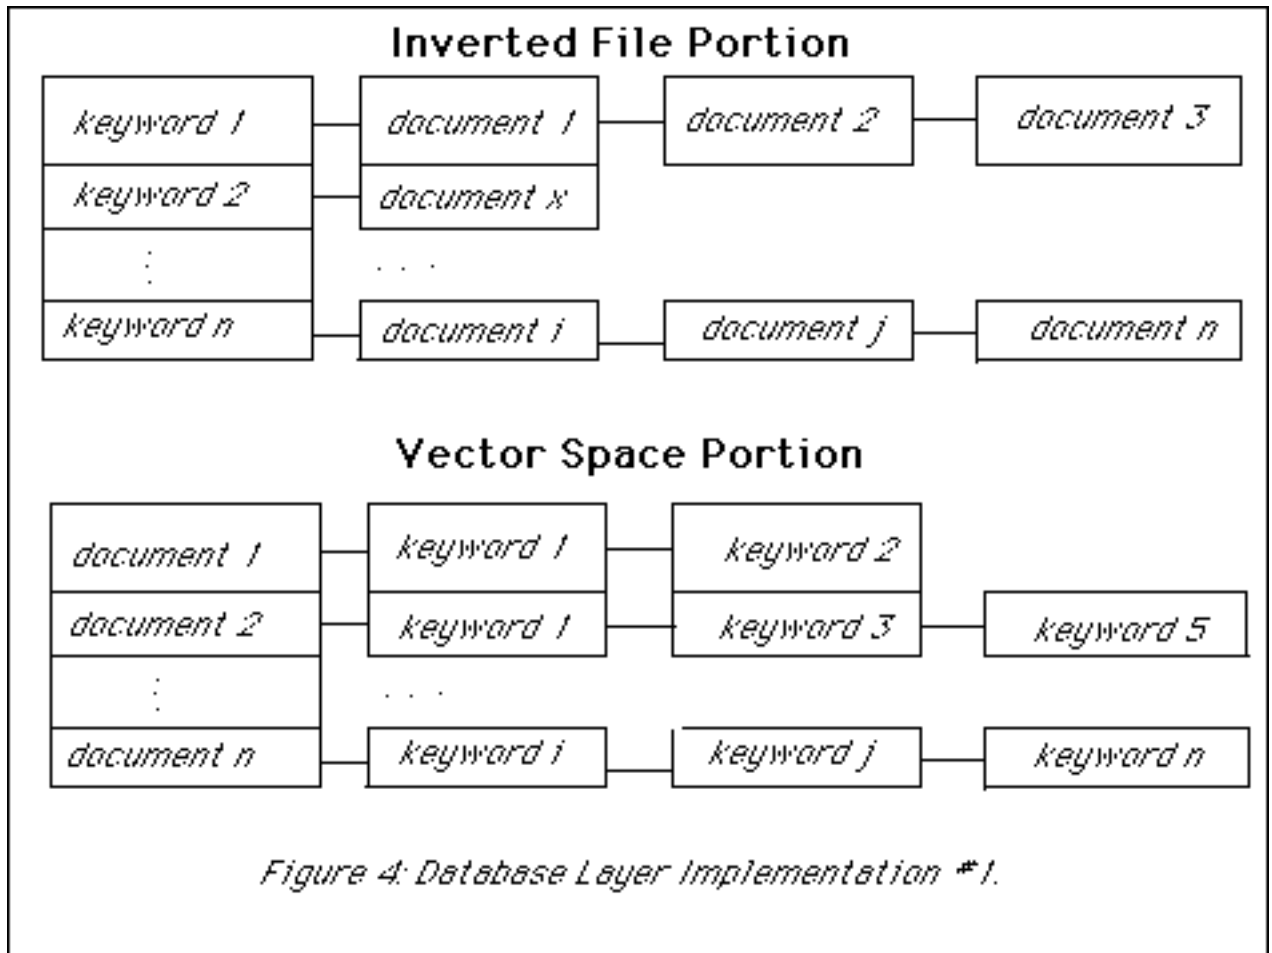 Inverted File Portion
keyword 1 document 1 document 2 document 3
keyword 2 document x
. . .
keyword n document i document j document n
Vector Space Portion
document 1 keyword 1 keyword 2
document 2 keyword 1 keyword 3 keyword 5
. . .
document n keyword i keyword j keyword n
Figure 4: Database Layer Implementation #1.